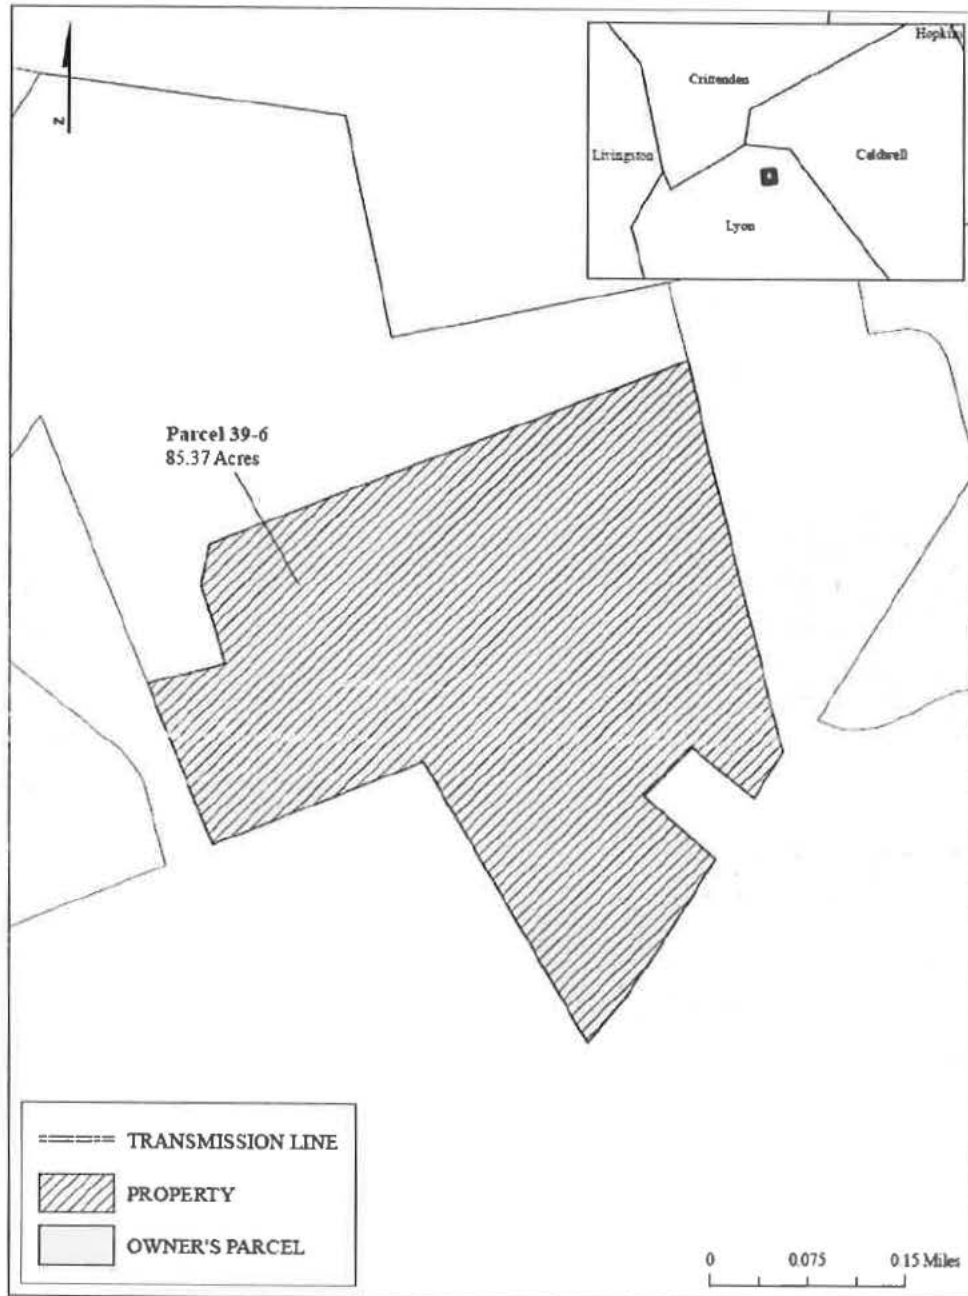 N
Hopkins
Crittenden
Livingston
Caldwell
Lyon
Parcel 39-6
85.37 Acres
TRANSMISSION LINE
PROPERTY
OWNER'S PARCEL
0 0.075 0.15 Miles